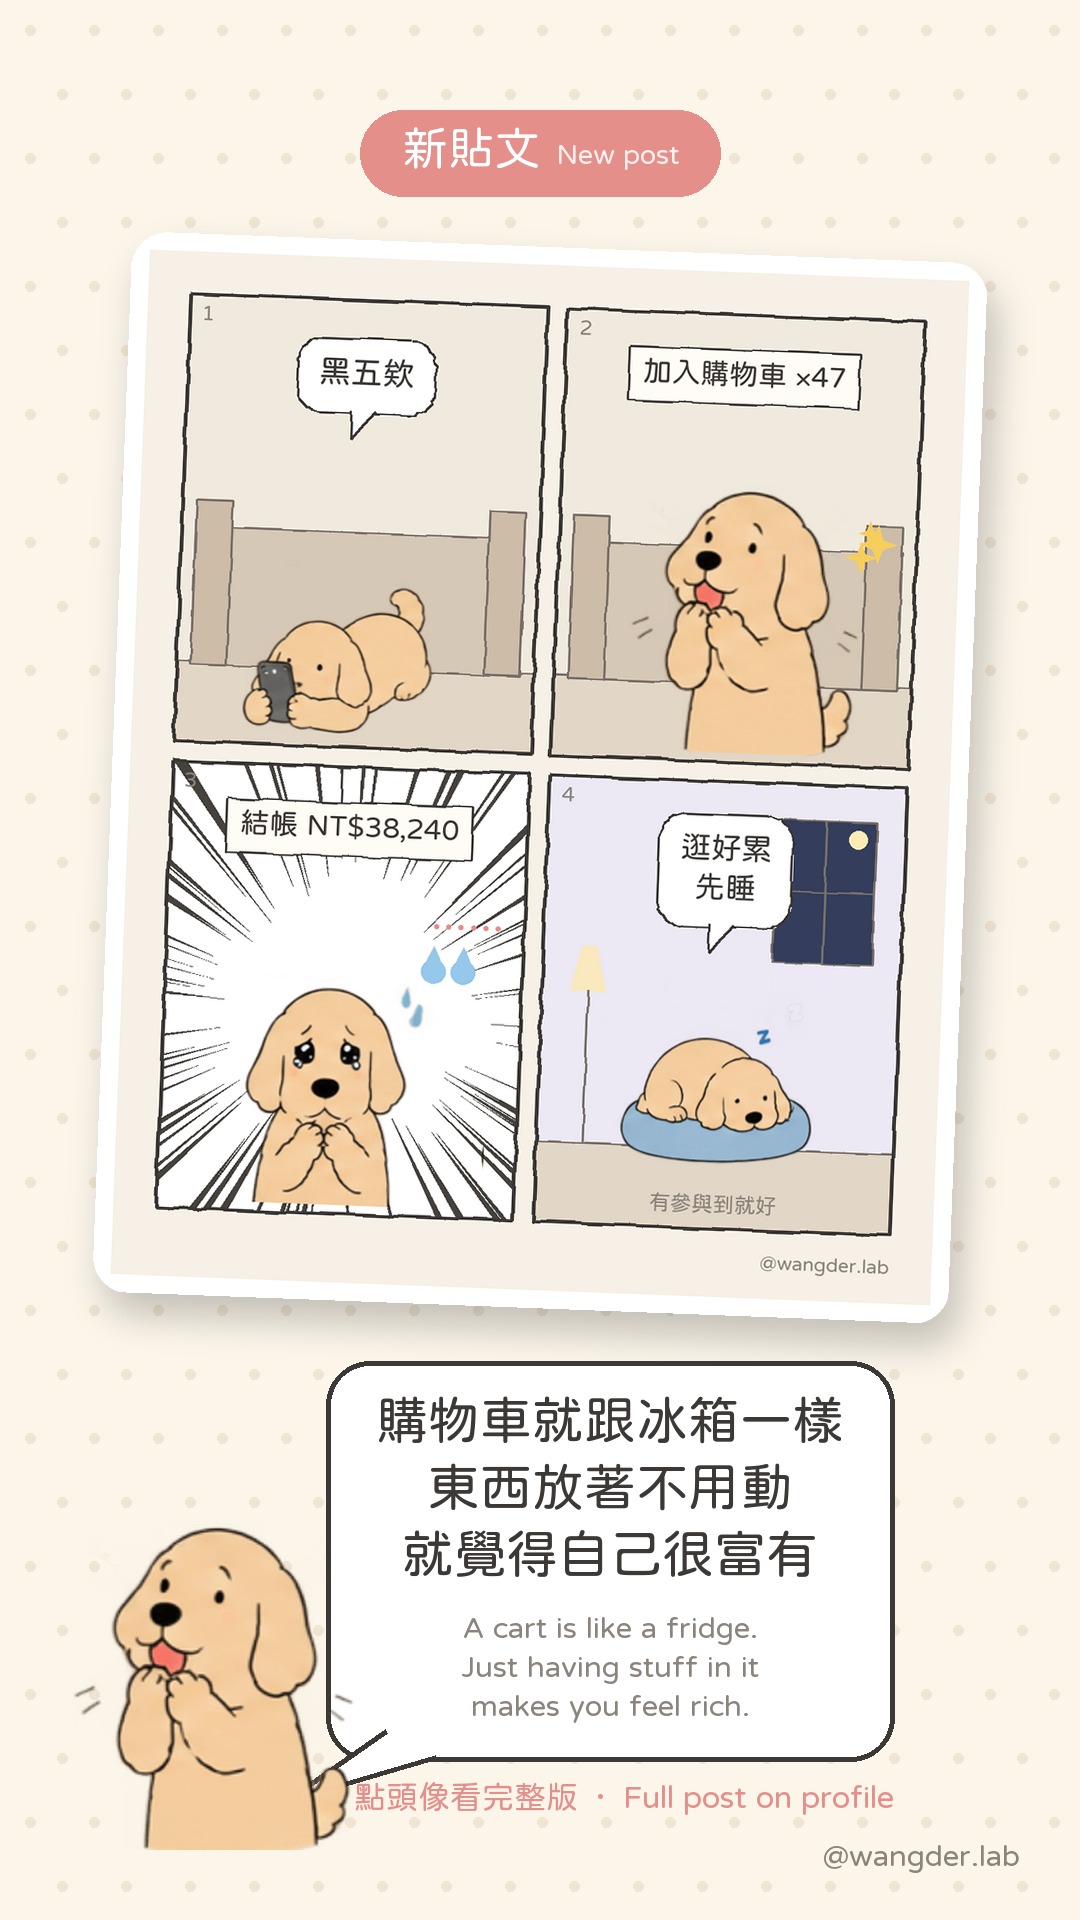 新貼文 New post
1
黑五欸
2
加入購物車 ×47
3
結帳 NT$38,240
4
逛好累
先睡
z
z
有參與到就好
@wangder.lab
購物車就跟冰箱一樣
東西放著不用動
就覺得自己很富有
A cart is like a fridge.
Just having stuff in it
makes you feel rich.
點頭像看完整版 · Full post on profile
@wangder.lab